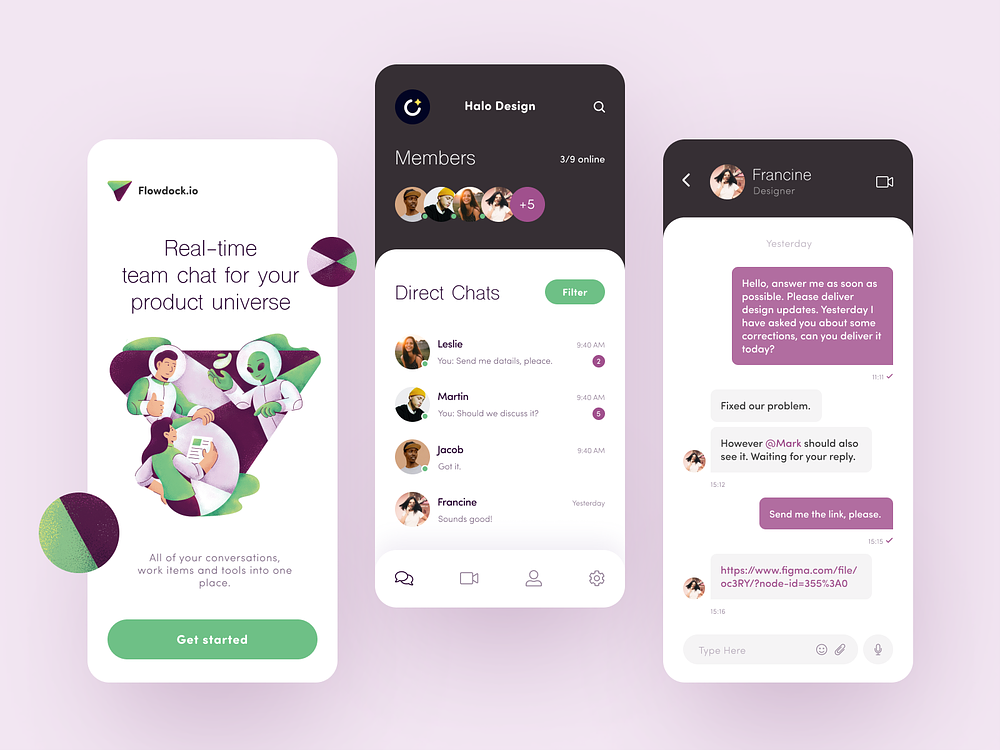 Flowdock.io
Real-time
team chat for your
product universe
All of your conversations,
work items and tools into one
place.
Get started
Halo Design
Members
3/9 online
+5
Direct Chats
Filter
Leslie
9:40 AM
You: Send me datails, pleace.
2
Martin
9:40 AM
You: Should we discuss it?
5
Jacob
9:40 AM
Got it.
Francine
Yesterday
Sounds good!
Francine
Designer
Yesterday
Hello, answer me as soon as
possible. Please deliver
design updates. Yesterday I
have asked you about some
corrections, can you deliver it
today?
11:11
Fixed our problem.
However @Mark should also
see it. Waiting for your reply.
15:12
Send me the link, please.
15:15
https://www.figma.com/file/
oc3RY/?node-id=355%3A0
15:16
Type Here